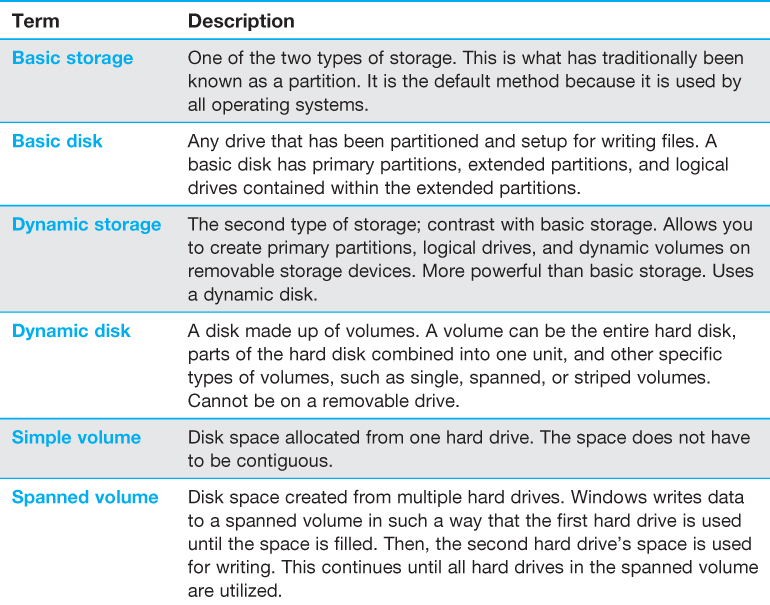 Term Description
Basic storage One of the two types of storage. This is what has traditionally been
known as a partition. It is the default method because it is used by
all operating systems.
Basic disk Any drive that has been partitioned and setup for writing files. A
basic disk has primary partitions, extended partitions, and logical
drives contained within the extended partitions.
Dynamic storage The second type of storage; contrast with basic storage. Allows you
to create primary partitions, logical drives, and dynamic volumes on
removable storage devices. More powerful than basic storage. Uses
a dynamic disk.
Dynamic disk A disk made up of volumes. A volume can be the entire hard disk,
parts of the hard disk combined into one unit, and other specific
types of volumes, such as single, spanned, or striped volumes.
Cannot be on a removable drive.
Simple volume Disk space allocated from one hard drive. The space does not have
to be contiguous.
Spanned volume Disk space created from multiple hard drives. Windows writes data
to a spanned volume in such a way that the first hard drive is used
until the space is filled. Then, the second hard drive’s space is used
for writing. This continues until all hard drives in the spanned volume
are utilized.